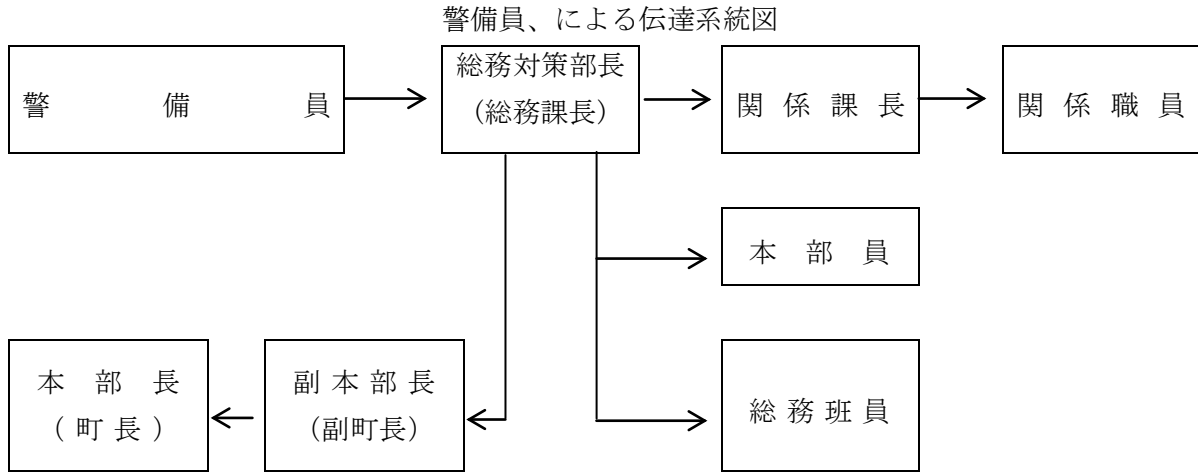 警備員、による伝達系統図
警備員
総務対策部長
(総務課長)
関係課長
関係職員
本部員
本部長
(町長)
副本部長
(副町長)
総務班員